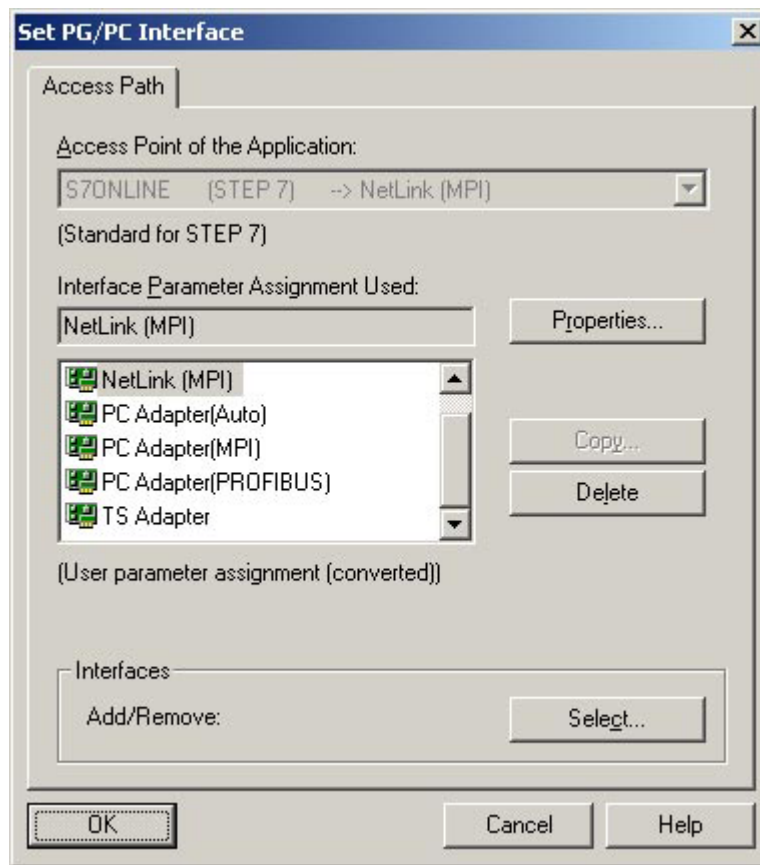 Set PG/PC Interface
Access Path
Access Point of the Application:
S7ONLINE (STEP 7) --> NetLink (MPI)
(Standard for STEP 7)
Interface Parameter Assignment Used:
NetLink (MPI)
Properties...
NetLink (MPI)
PC Adapter(Auto)
PC Adapter(MPI)
PC Adapter(PROFIBUS)
TS Adapter
Copy...
Delete
(User parameter assignment (converted))
Interfaces
Add/Remove:
Select...
OK
Cancel
Help